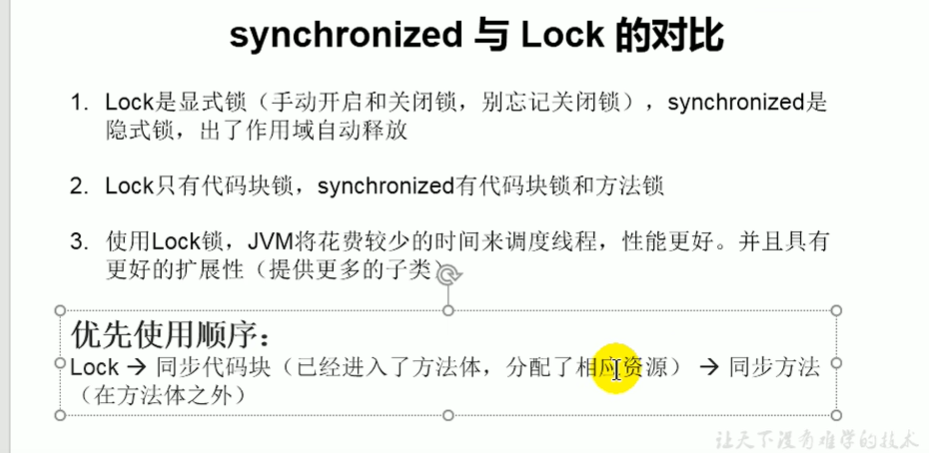 synchronized 与 Lock 的对比
1. Lock是显式锁（手动开启和关闭锁，别忘记关闭锁），synchronized是
隐式锁，出了作用域自动释放
2. Lock只有代码块锁，synchronized有代码块锁和方法锁
3. 使用Lock锁，JVM将花费较少的时间来调度线程，性能更好。并且具有
更好的扩展性（提供更多的子类）
优先使用顺序：
Lock → 同步代码块（已经进入了方法体，分配了相应资源） → 同步方法
（在方法体之外）
让天下没有难学的技术